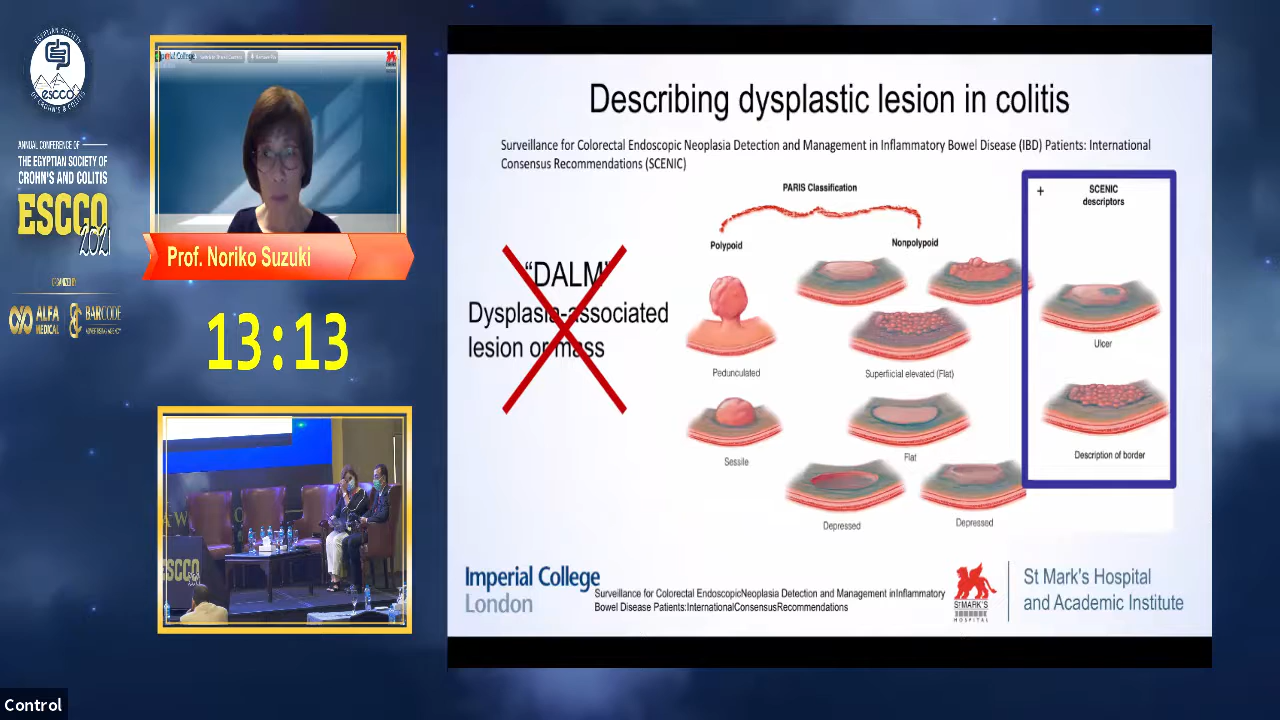 EGYPTIAN SOCIETY
escco
OF CROHN'S & COLITIS
ANNUAL CONFERENCE OF
THE EGYPTIAN SOCIETY OF
CROHN'S AND COLITIS
ESCCO
2021
ORGANIZED BY
ALFA
MEDICAL
BARCODE
Prof. Noriko Suzuki
13:13
ESCCO
Describing dysplastic lesion in colitis
Surveillance for Colorectal Endoscopic Neoplasia Detection and Management in Inflammatory Bowel Disease (IBD) Patients: International
Consensus Recommendations (SCENIC)
PARIS Classification
Polypoid
Nonpolypoid
+ SCENIC
descriptors
"DALM"
Dysplasia-associated
lesion or mass
Pedunculated
Superfiicial elevated (Flat)
Ulcer
Sessile
Flat
Description of border
Depressed
Depressed
Imperial College
London
Surveillance for Colorectal EndoscopicNeoplasia Detection and Management inInflammatory
Bowel Disease Patients:InternationalConsensusRecommendations
ST MARK'S
HOSPITAL
St Mark's Hospital
and Academic Institute
Control